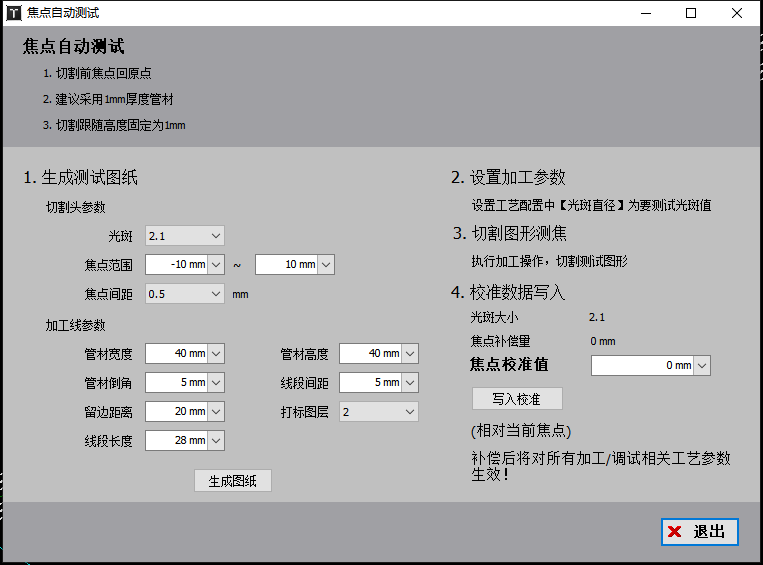 T 焦点自动测试
焦点自动测试
1. 切割前焦点回原点
2. 建议采用1mm厚度管材
3. 切割跟随高度固定为1mm
1. 生成测试图纸
切割头参数
光斑 2.1
焦点范围 -10 mm ~ 10 mm
焦点间距 0.5 mm
加工线参数
管材宽度 40 mm 管材高度 40 mm
管材倒角 5 mm 线段间距 5 mm
留边距离 20 mm 打标图层 2
线段长度 28 mm
生成图纸
2. 设置加工参数
设置工艺配置中【光斑直径】为要测试光斑值
3. 切割图形测焦
执行加工操作，切割测试图形
4. 校准数据写入
光斑大小 2.1
焦点补偿量 0 mm
焦点校准值 0 mm
写入校准
(相对当前焦点)
补偿后将对所有加工/调试相关工艺参数
生效！
退出